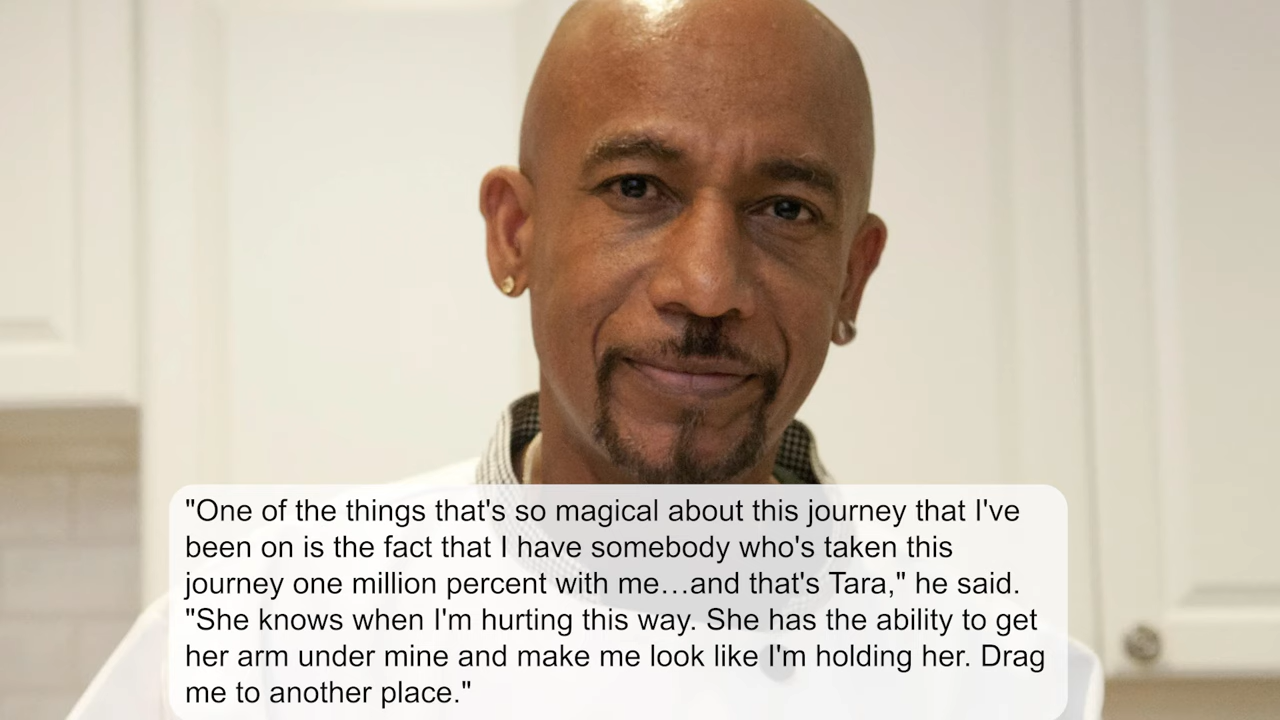 "One of the things that's so magical about this journey that I've
been on is the fact that I have somebody who's taken this
journey one million percent with me…and that's Tara," he said.
"She knows when I'm hurting this way. She has the ability to get
her arm under mine and make me look like I'm holding her. Drag
me to another place."